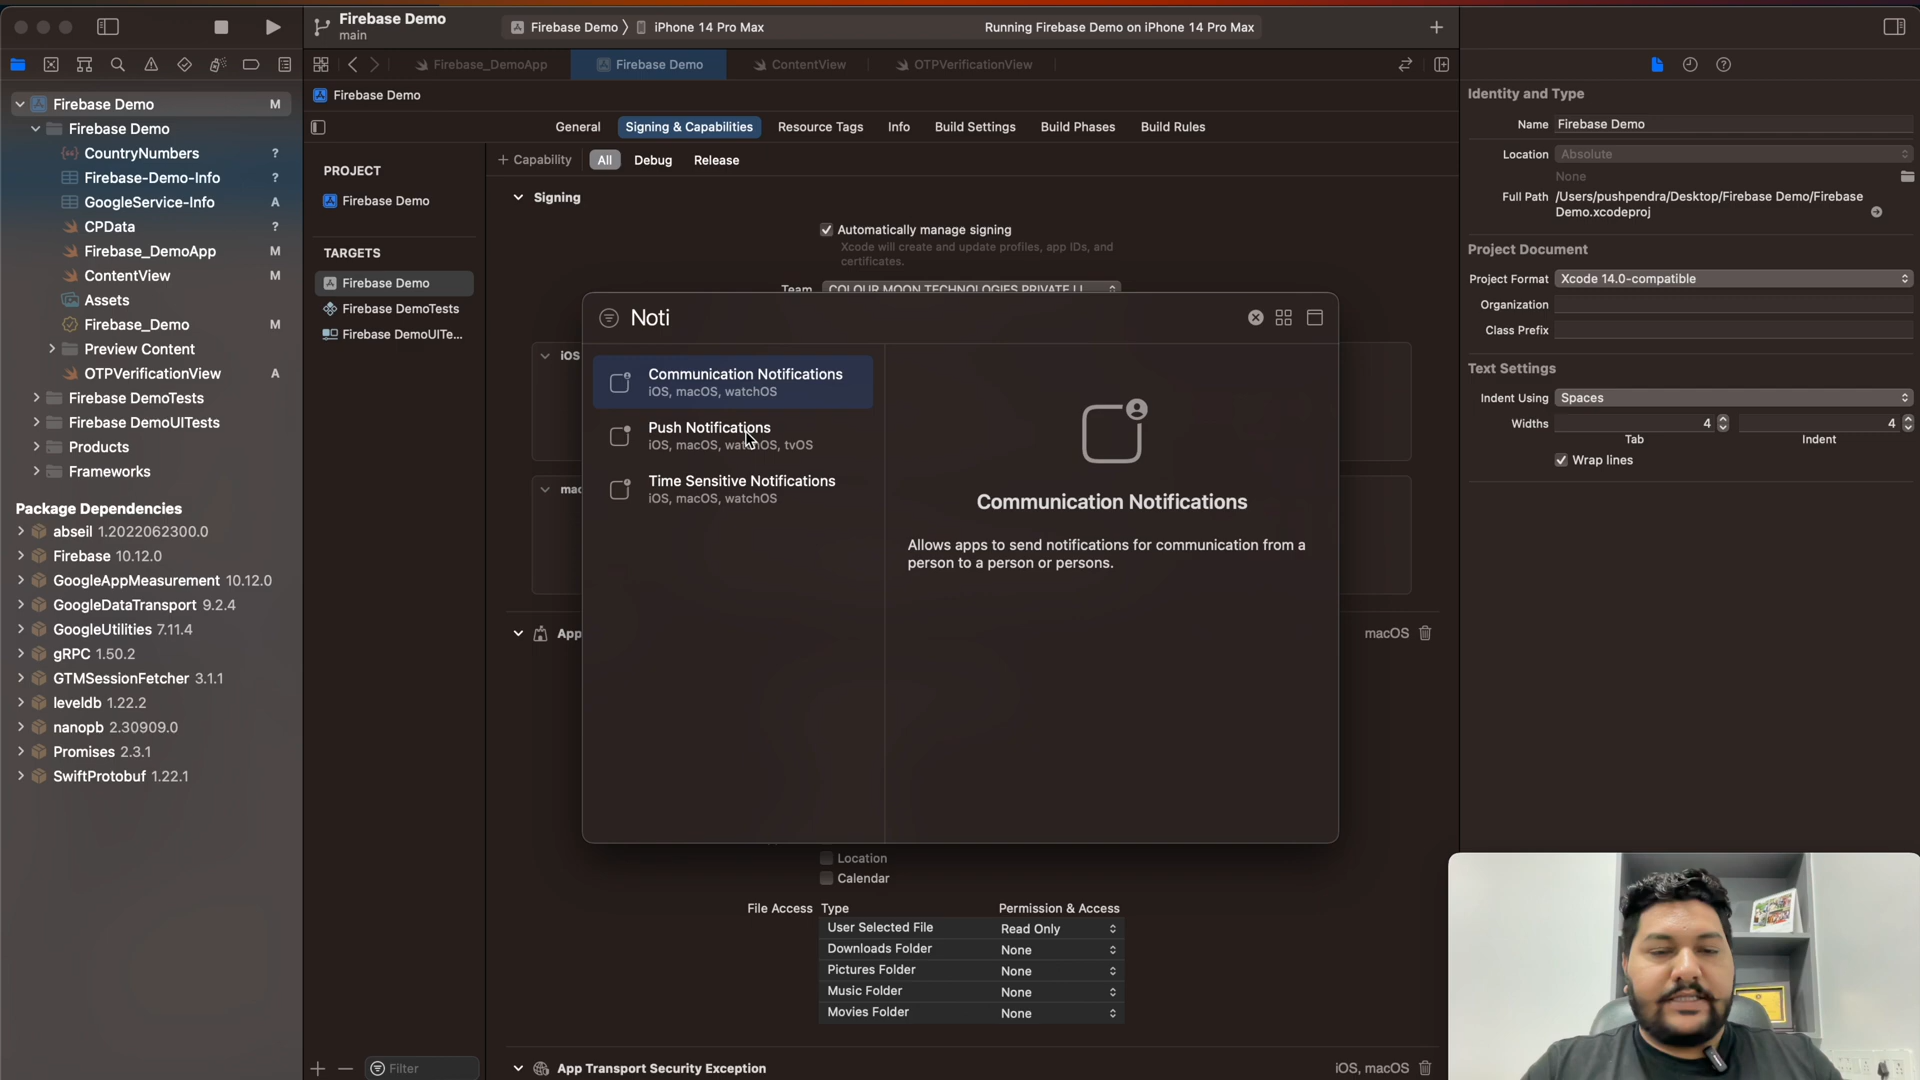 Firebase Demo
main
Firebase Demo 〉 iPhone 14 Pro Max
Running Firebase Demo on iPhone 14 Pro Max
Firebase_DemoApp
Firebase Demo
ContentView
OTPVerificationView
Firebase Demo
General
Signing & Capabilities
Resource Tags
Info
Build Settings
Build Phases
Build Rules
+ Capability
All
Debug
Release
Firebase Demo M
Firebase Demo
CountryNumbers ?
Firebase-Demo-Info ?
GoogleService-Info A
CPData ?
Firebase_DemoApp M
ContentView M
Assets
Firebase_Demo M
Preview Content
OTPVerificationView A
Firebase DemoTests
Firebase DemoUITests
Products
Frameworks
Package Dependencies
abseil 1.2022062300.0
Firebase 10.12.0
GoogleAppMeasurement 10.12.0
GoogleDataTransport 9.2.4
GoogleUtilities 7.11.4
gRPC 1.50.2
GTMSessionFetcher 3.1.1
leveldb 1.22.2
nanopb 2.30909.0
Promises 2.3.1
SwiftProtobuf 1.22.1
PROJECT
Firebase Demo
TARGETS
Firebase Demo
Firebase DemoTests
Firebase DemoUITe...
Filter
Signing
Automatically manage signing
Xcode will create and update profiles, app IDs, and
certificates.
Team COLOUR MOON TECHNOLOGIES PRIVATE LI
iOS
mac
App
macOS
Noti
Communication Notifications
iOS, macOS, watchOS
Push Notifications
iOS, macOS, watchOS, tvOS
Time Sensitive Notifications
iOS, macOS, watchOS
Communication Notifications
Allows apps to send notifications for communication from a
person to a person or persons.
Location
Calendar
File Access Type Permission & Access
User Selected File Read Only
Downloads Folder None
Pictures Folder None
Music Folder None
Movies Folder None
App Transport Security Exception
iOS, macOS
Identity and Type
Name Firebase Demo
Location Absolute
None
Full Path /Users/pushpendra/Desktop/Firebase Demo/Firebase
Demo.xcodeproj
Project Document
Project Format Xcode 14.0-compatible
Organization
Class Prefix
Text Settings
Indent Using Spaces
Widths 4 4
Tab Indent
Wrap lines